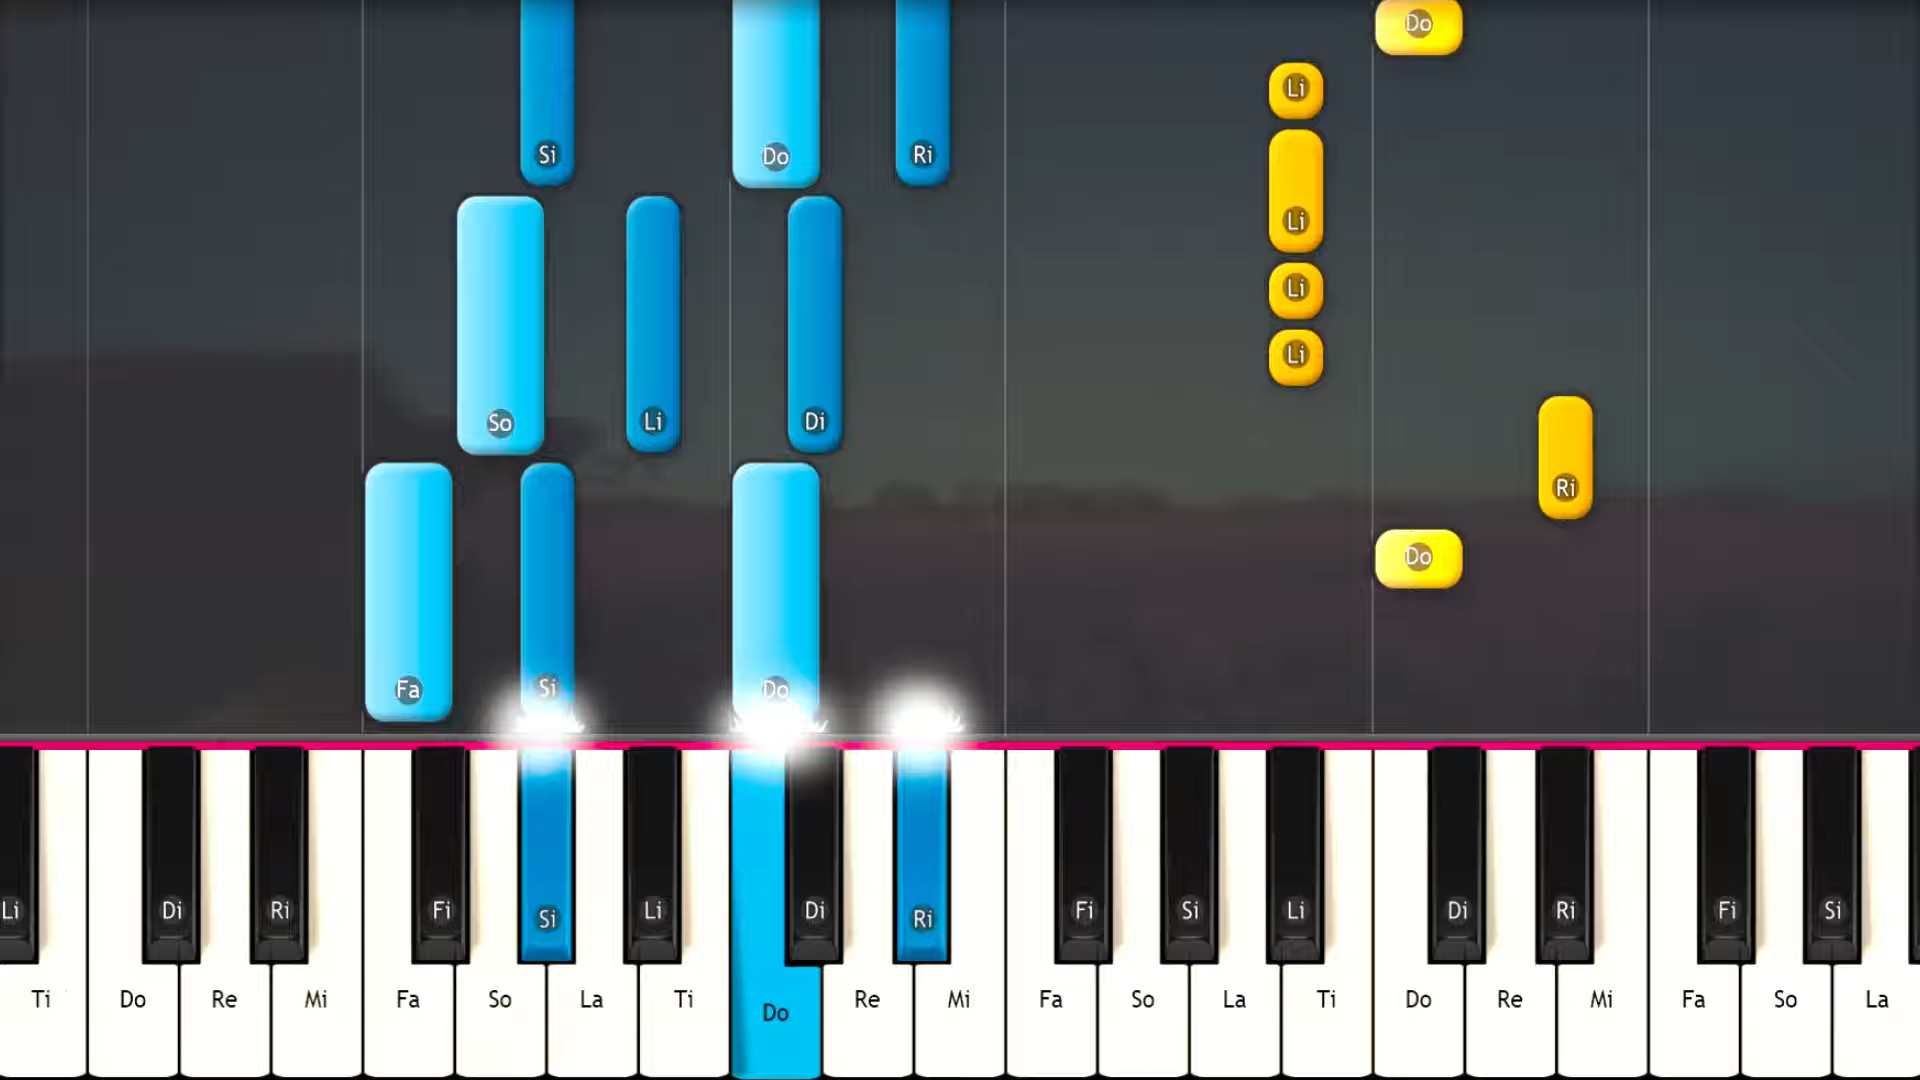 Do
Li
Si Do Ri
Li
Li
Li
So Li Di
Ri
Do
Fa Si Do
Li Di Ri Fi Si Li Di Ri Fi Si Li Di Ri Fi Si
Ti Do Re Mi Fa So La Ti Do Re Mi Fa So La Ti Do Re Mi Fa So La